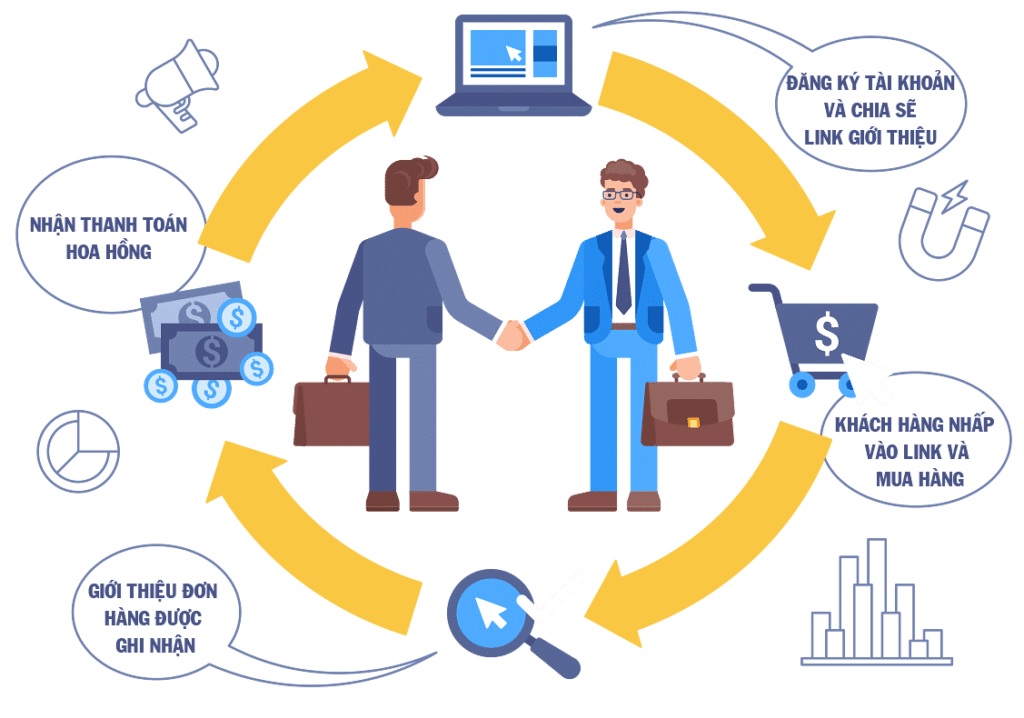 ĐĂNG KÝ TÀI KHOẢN
VÀ CHIA SẼ
LINK GIỚI THIỆU
NHẬN THANH TOÁN
HOA HỒNG
$
$
$
$
$
$
KHÁCH HÀNG NHẤP
VÀO LINK VÀ
MUA HÀNG
GIỚI THIỆU ĐƠN
HÀNG ĐƯỢC
GHI NHẬN